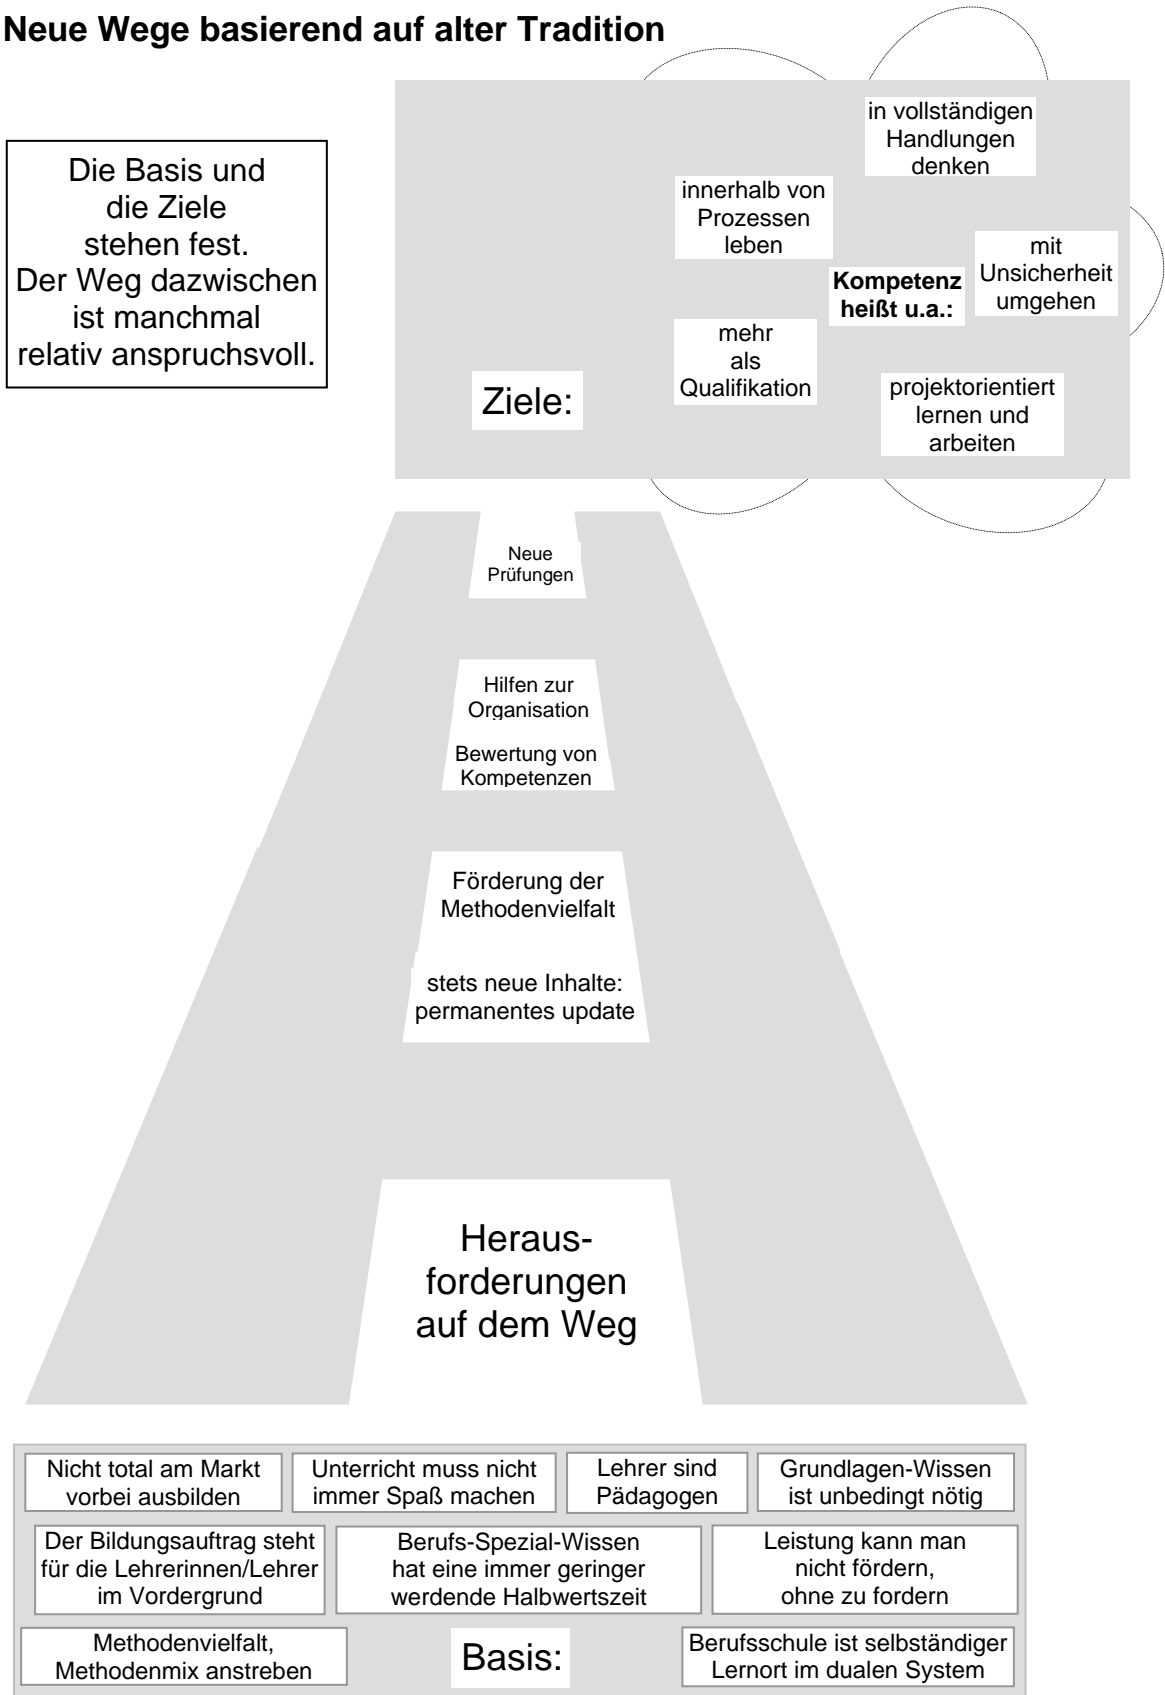 Neue Wege basierend auf alter Tradition
Die Basis und
die Ziele
stehen fest.
Der Weg dazwischen
ist manchmal
relativ anspruchsvoll.
in vollständigen
Handlungen
denken
innerhalb von
Prozessen
leben
mit
Unsicherheit
umgehen
Kompetenz
heißt u.a.:
mehr
als
Qualifikation
projektorientiert
lernen und
arbeiten
Ziele:
Neue
Prüfungen
Hilfen zur
Organisation
Bewertung von
Kompetenzen
Förderung der
Methodenvielfalt
stets neue Inhalte:
permanentes update
Heraus-
forderungen
auf dem Weg
Nicht total am Markt
vorbei ausbilden
Unterricht muss nicht
immer Spaß machen
Lehrer sind
Pädagogen
Grundlagen-Wissen
ist unbedingt nötig
Der Bildungsauftrag steht
für die Lehrerinnen/Lehrer
im Vordergrund
Berufs-Spezial-Wissen
hat eine immer geringer
werdende Halbwertszeit
Leistung kann man
nicht fördern,
ohne zu fordern
Methodenvielfalt,
Methodenmix anstreben
Basis:
Berufsschule ist selbständiger
Lernort im dualen System